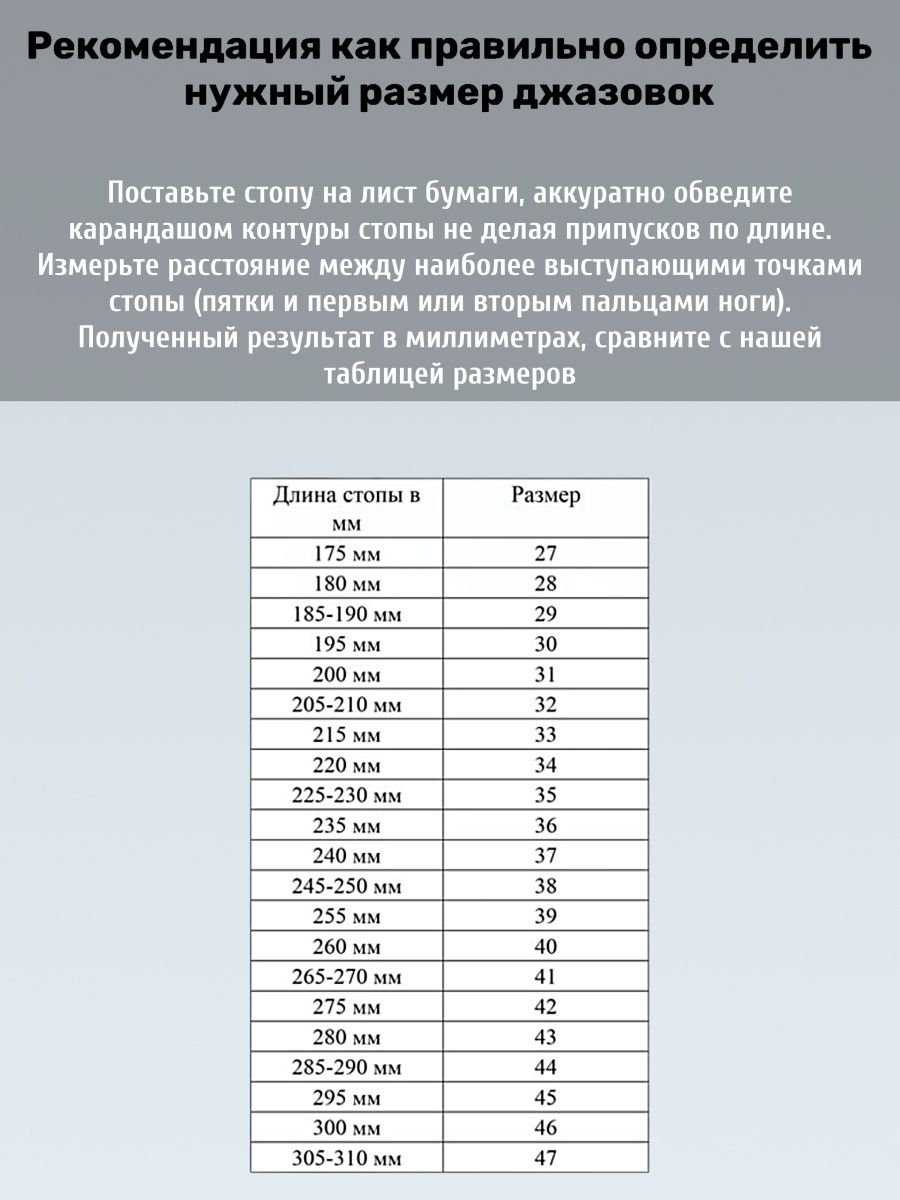 Рекомендация как правильно определить
нужный размер джазовок
Поставьте стопу на лист бумаги, аккуратно обведите
карандашом контуры стопы не делая припусков по длине.
Измерьте расстояние между наиболее выступающими точками
стопы (пятки и первым или вторым пальцами ноги).
Полученный результат в миллиметрах, сравните с нашей
таблицей размеров
Длина стопы в мм Размер
175 мм 27
180 мм 28
185-190 мм 29
195 мм 30
200 мм 31
205-210 мм 32
215 мм 33
220 мм 34
225-230 мм 35
235 мм 36
240 мм 37
245-250 мм 38
255 мм 39
260 мм 40
265-270 мм 41
275 мм 42
280 мм 43
285-290 мм 44
295 мм 45
300 мм 46
305-310 мм 47